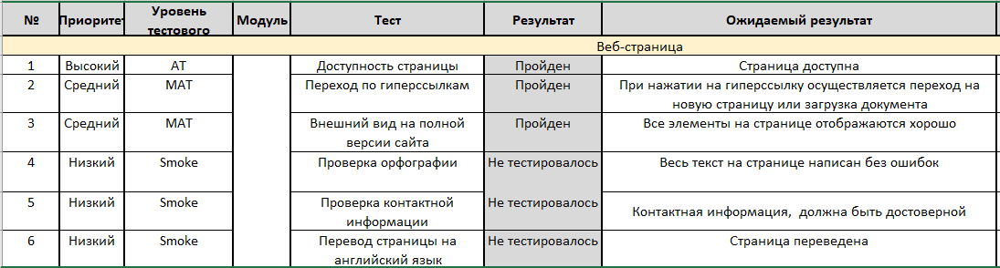 № Приоритет Уровень тестового Модуль Тест Результат Ожидаемый результат
Веб-страница
1 Высокий AT Доступность страницы Пройден Страница доступна
2 Средний MAT Переход по гиперссылкам Пройден При нажатии на гиперссылку осуществляется переход на
новую страницу или загрузка документа
3 Средний MAT Внешний вид на полной Пройден Все элементы на странице отображаются хорошо
версии сайта
4 Низкий Smoke Проверка орфографии Не тестировалось Весь текст на странице написан без ошибок
5 Низкий Smoke Проверка контактной Не тестировалось Контактная информация, должна быть достоверной
информации
6 Низкий Smoke Перевод страницы на Не тестировалось Страница переведена
английский язык